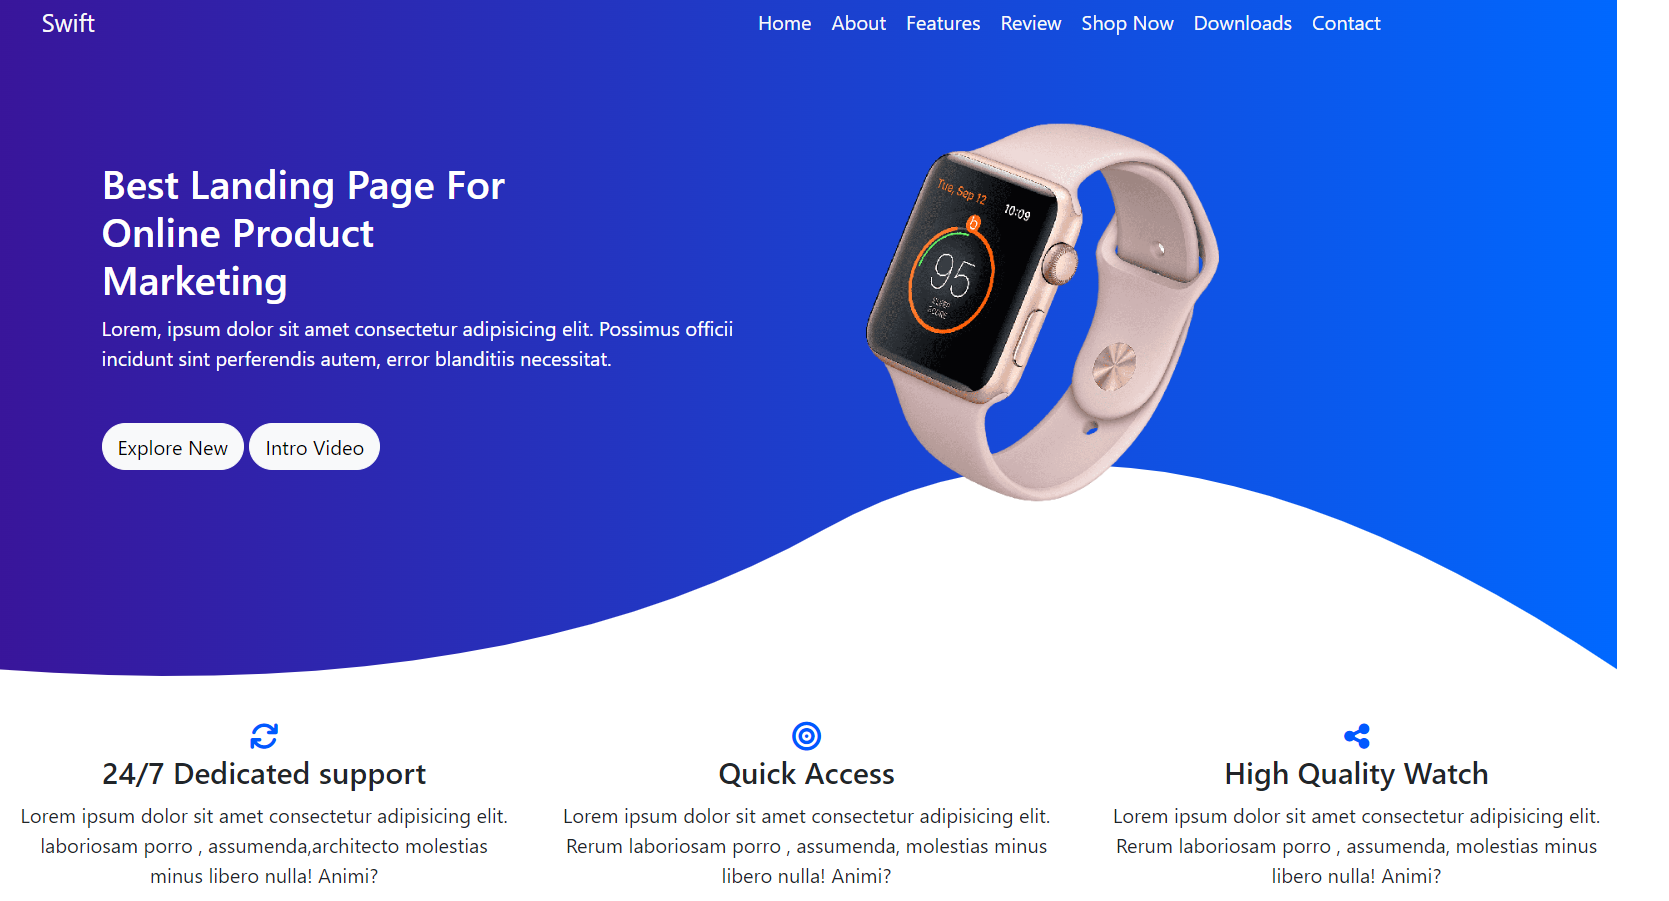 Swift
Home About Features Review Shop Now Downloads Contact
Best Landing Page For
Online Product
Marketing
Lorem, ipsum dolor sit amet consectetur adipisicing elit. Possimus officii
incidunt sint perferendis autem, error blanditiis necessitat.
Explore New Intro Video
Tue, Sep 12
10:09
b
95
SUPER
SCORE
24/7 Dedicated support
Lorem ipsum dolor sit amet consectetur adipisicing elit.
laboriosam porro , assumenda,architecto molestias
minus libero nulla! Animi?
Quick Access
Lorem ipsum dolor sit amet consectetur adipisicing elit.
Rerum laboriosam porro , assumenda, molestias minus
libero nulla! Animi?
High Quality Watch
Lorem ipsum dolor sit amet consectetur adipisicing elit.
Rerum laboriosam porro , assumenda, molestias minus
libero nulla! Animi?